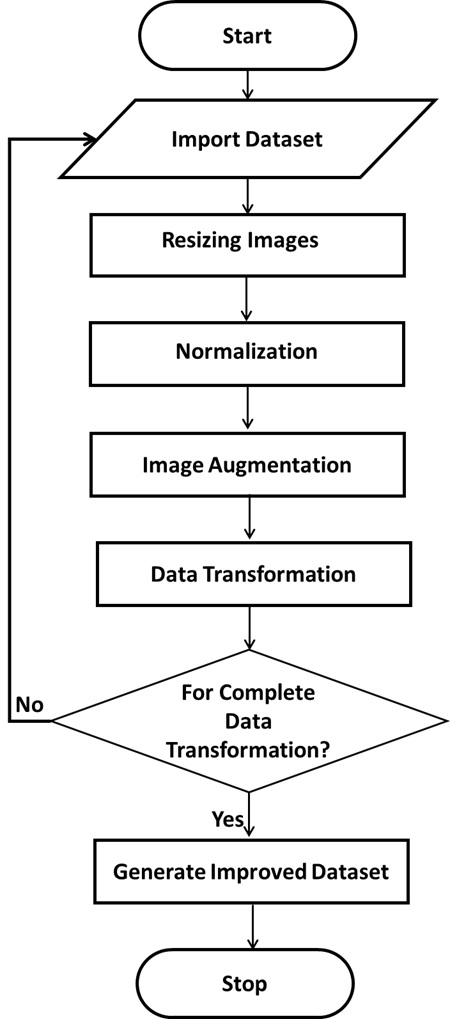 Start
Import Dataset
Resizing Images
Normalization
Image Augmentation
Data Transformation
For Complete
Data
Transformation?
No
Yes
Generate Improved Dataset
Stop